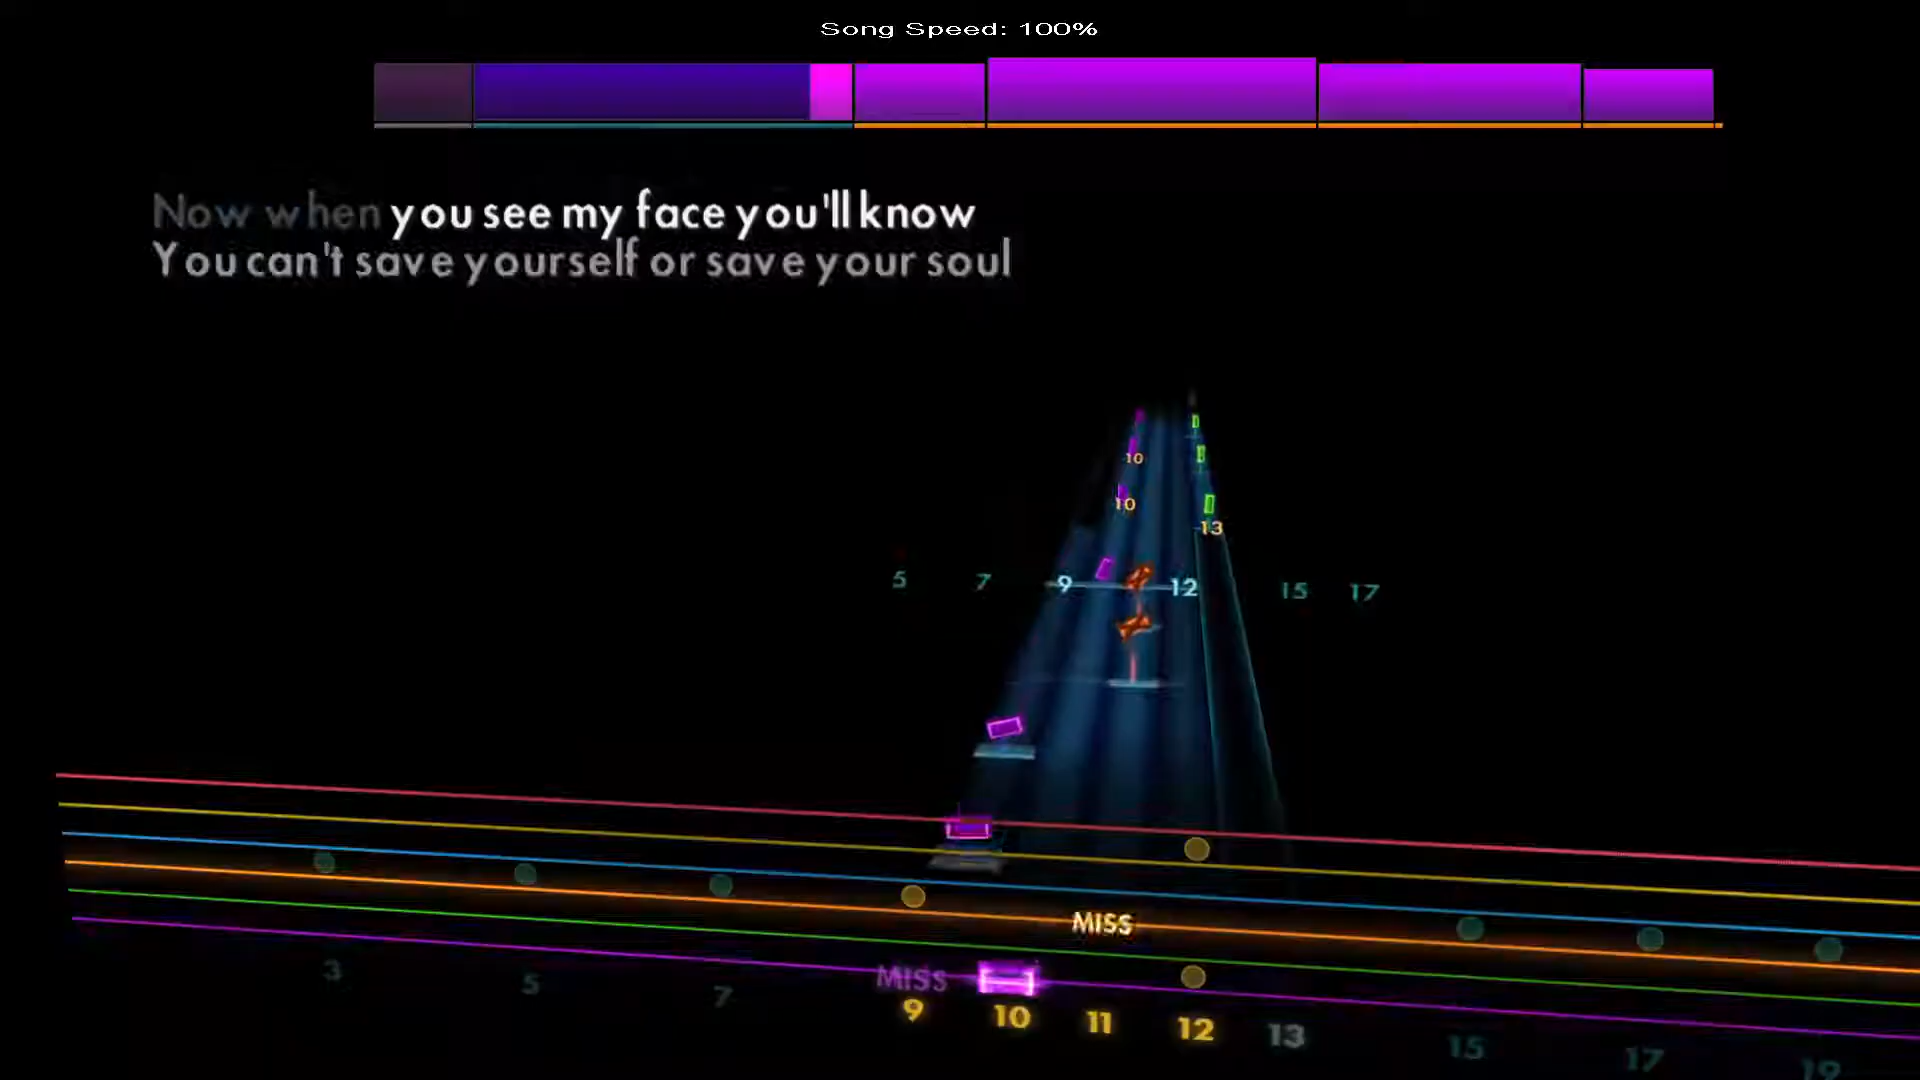 Song Speed: 100%
Now when you see my face you'll know
You can't save yourself or save your soul
10
10
13
5 7 9 12 15 17
MISS
MISS
3 5 7 9 10 11 12 13 15 17 19